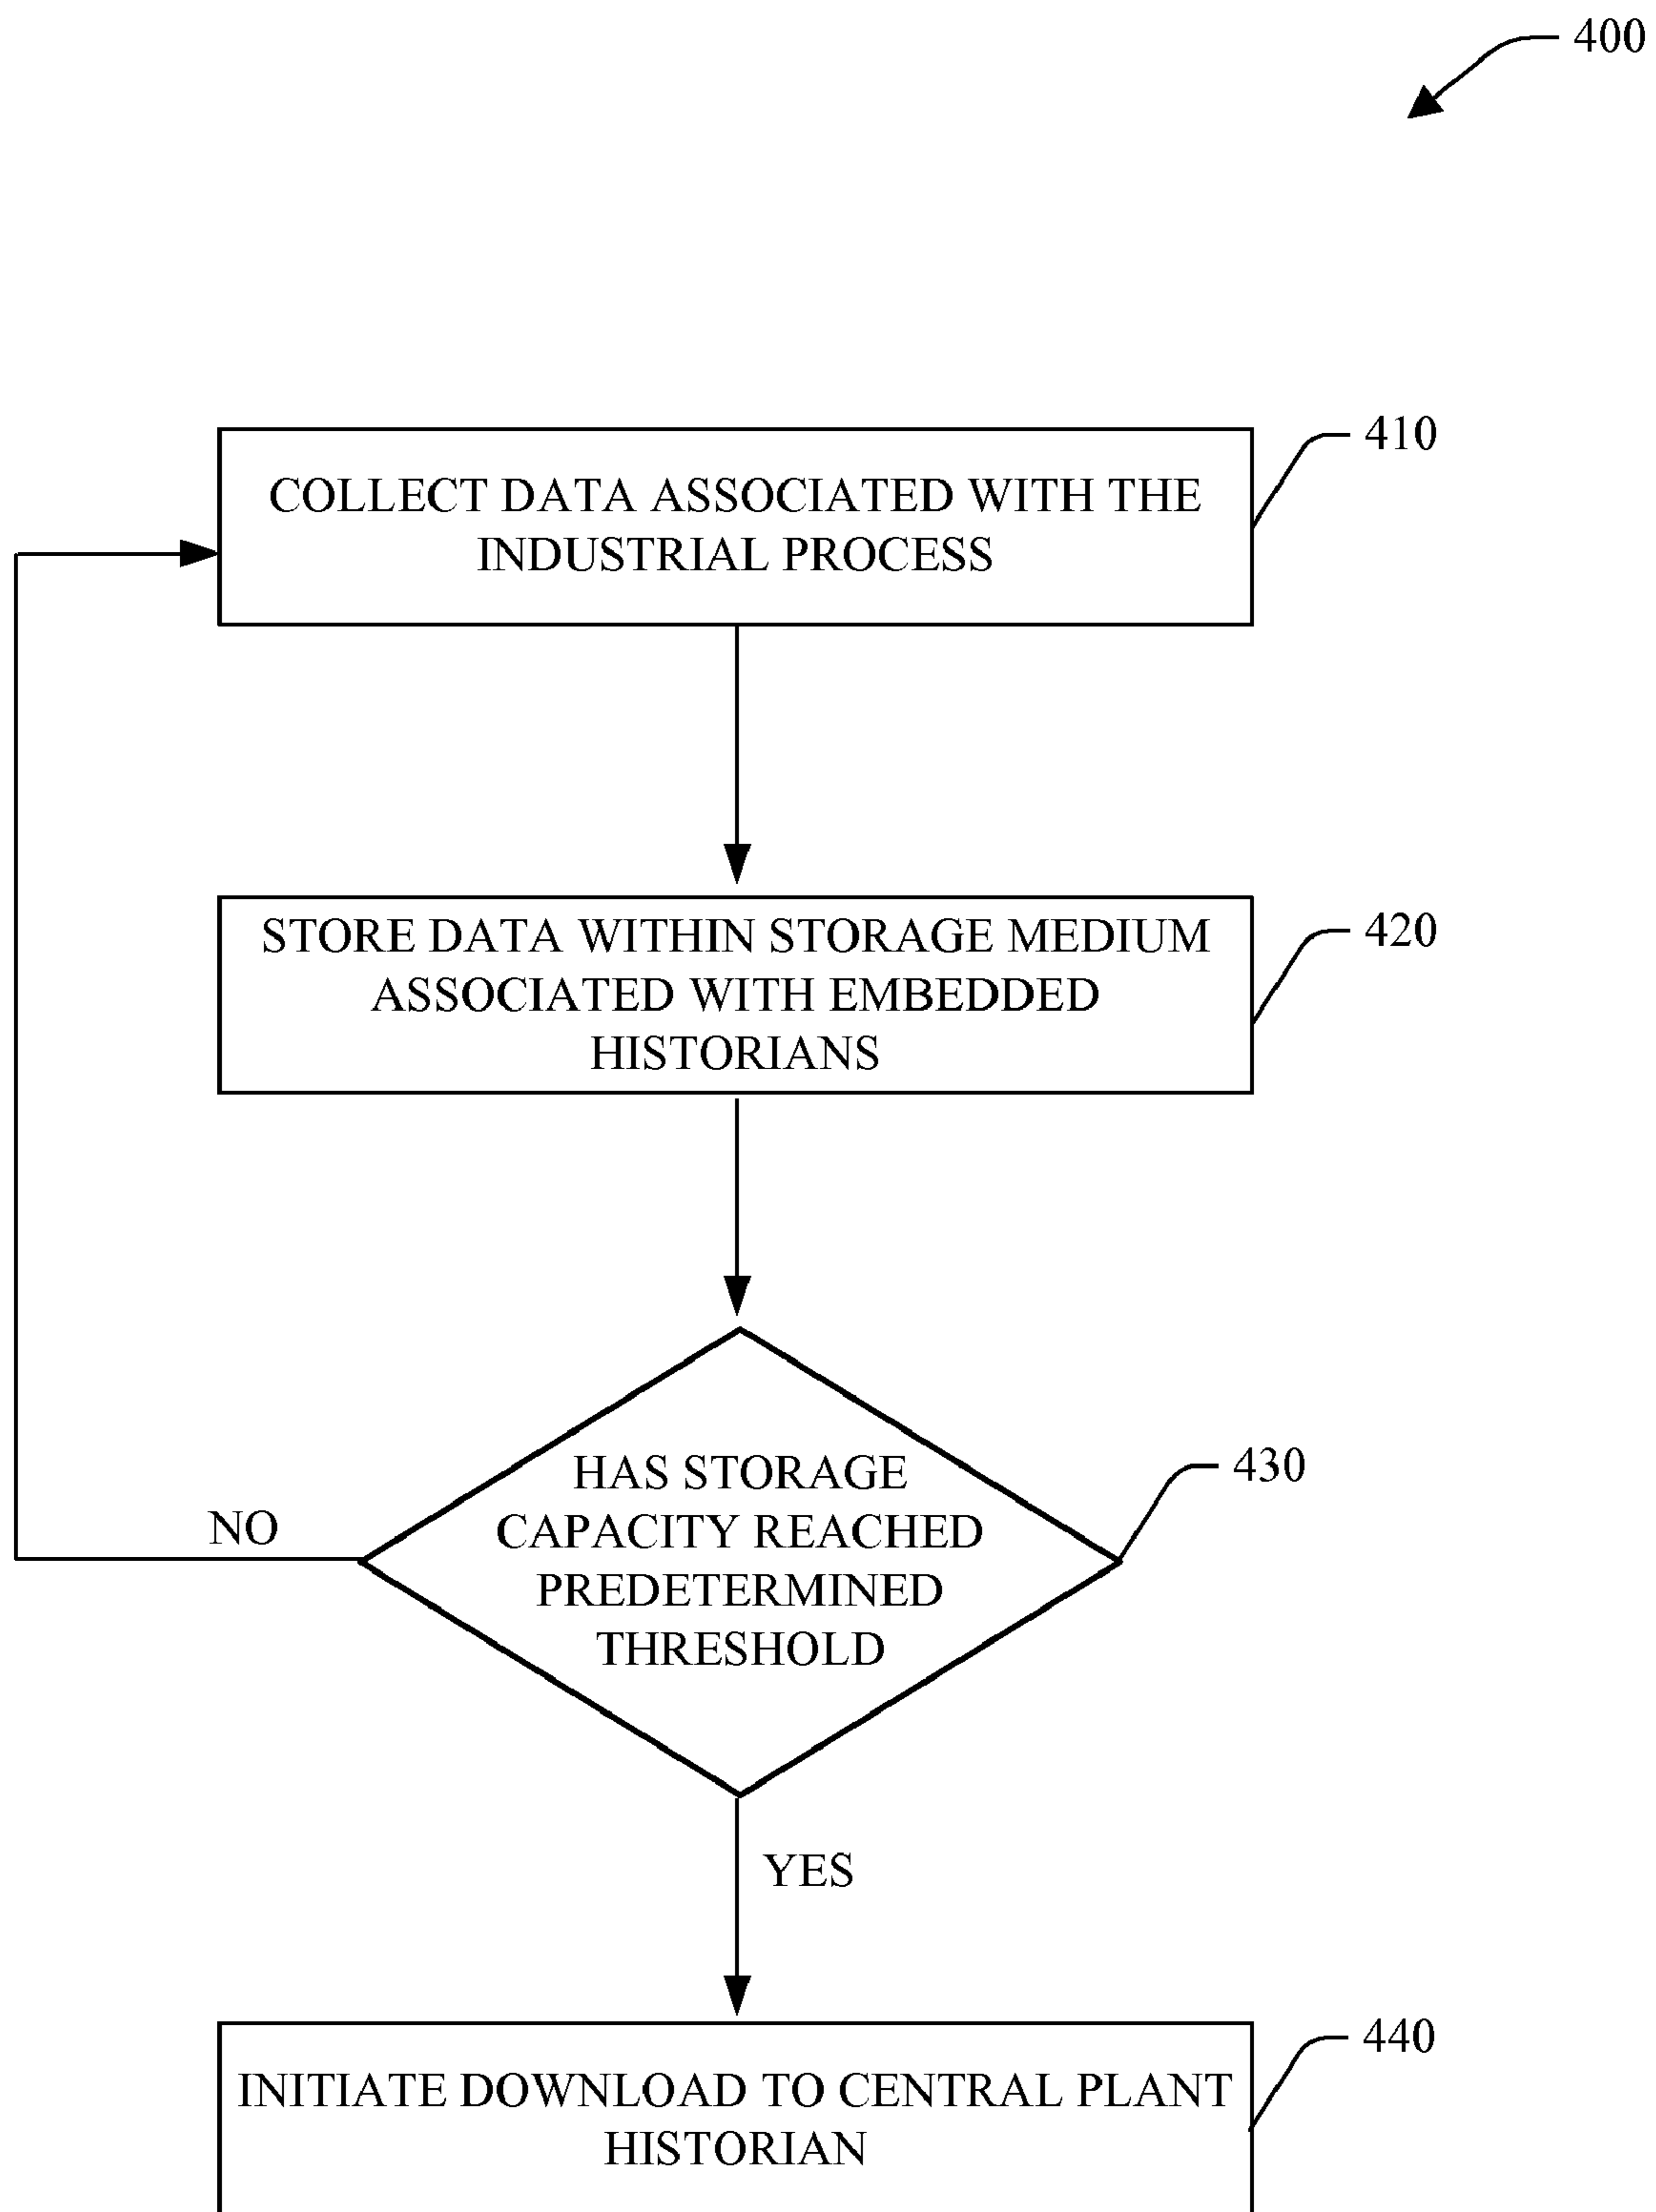 400
410
COLLECT DATA ASSOCIATED WITH THE
INDUSTRIAL PROCESS
420
STORE DATA WITHIN STORAGE MEDIUM
ASSOCIATED WITH EMBEDDED
HISTORIANS
430
HAS STORAGE
CAPACITY REACHED
PREDETERMINED
THRESHOLD
NO
YES
440
INITIATE DOWNLOAD TO CENTRAL PLANT
HISTORIAN